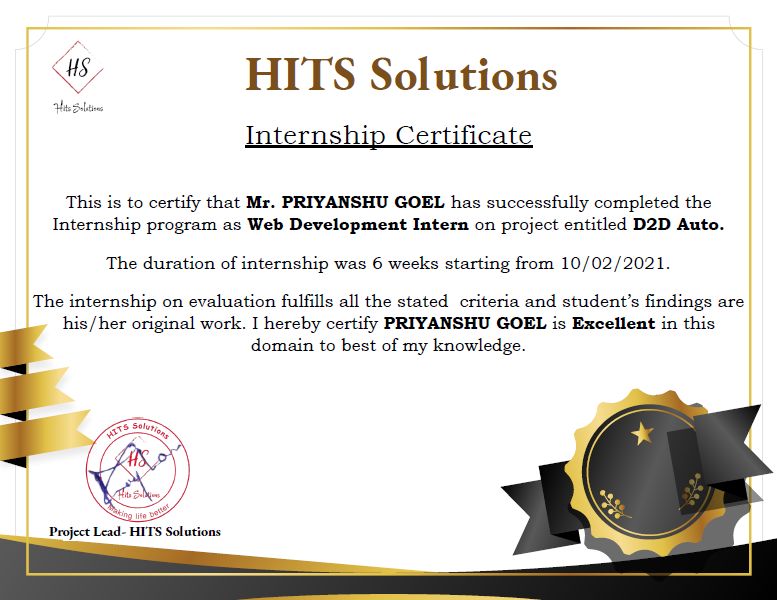 HS
Hits Solutions
HITS Solutions
Internship Certificate
This is to certify that Mr. PRIYANSHU GOEL has successfully completed the
Internship program as Web Development Intern on project entitled D2D Auto.
The duration of internship was 6 weeks starting from 10/02/2021.
The internship on evaluation fulfills all the stated  criteria and student's findings are
his/her original work. I hereby certify PRIYANSHU GOEL is Excellent in this
domain to best of my knowledge.
HITS Solutions
HS
Hits Solutions
Making life better
Project Lead- HITS Solutions